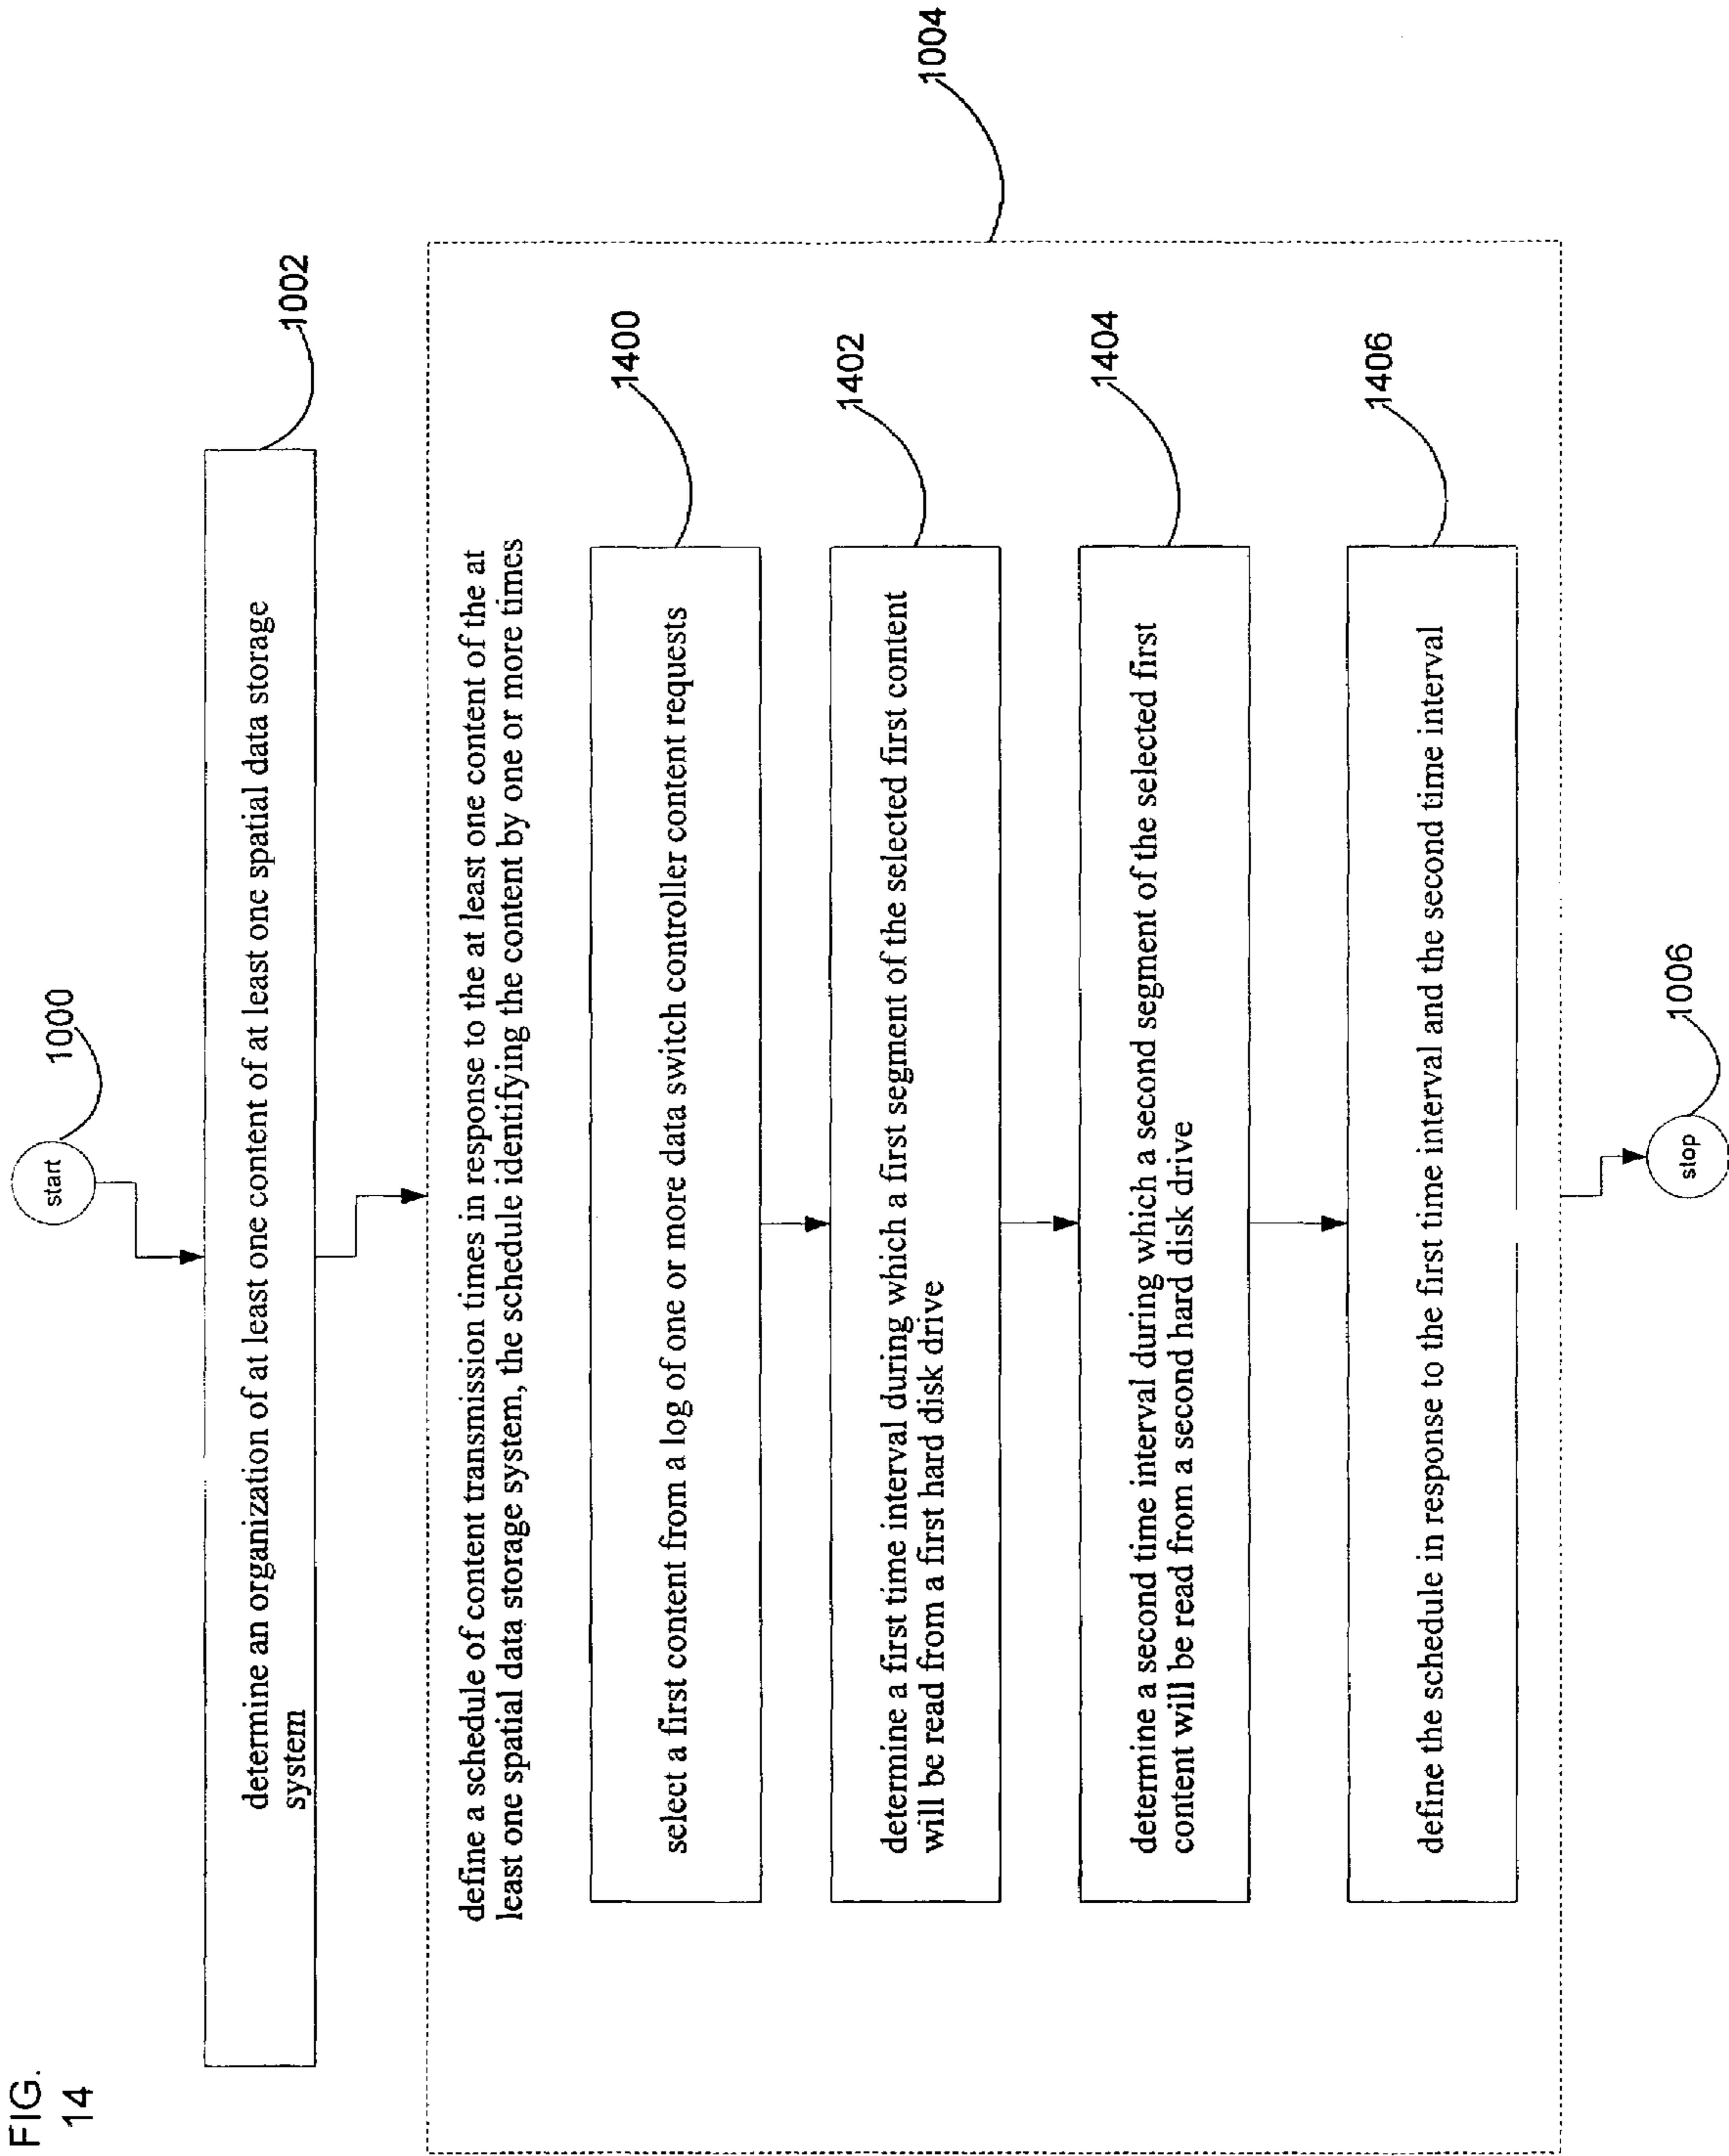 FIG.
14
start
1000
determine an organization of at least one content of at least one spatial data storage
system
1002
1004
define a schedule of content transmission times in response to the at least one content of the at
least one spatial data storage system, the schedule identifying the content by one or more times
select a first content from a log of one or more data switch controller content requests
1400
determine a first time interval during which a first segment of the selected first content
will be read from a first hard disk drive
1402
determine a second time interval during which a second segment of the selected first
content will be read from a second hard disk drive
1404
define the schedule in response to the first time interval and the second time interval
1406
stop
1006